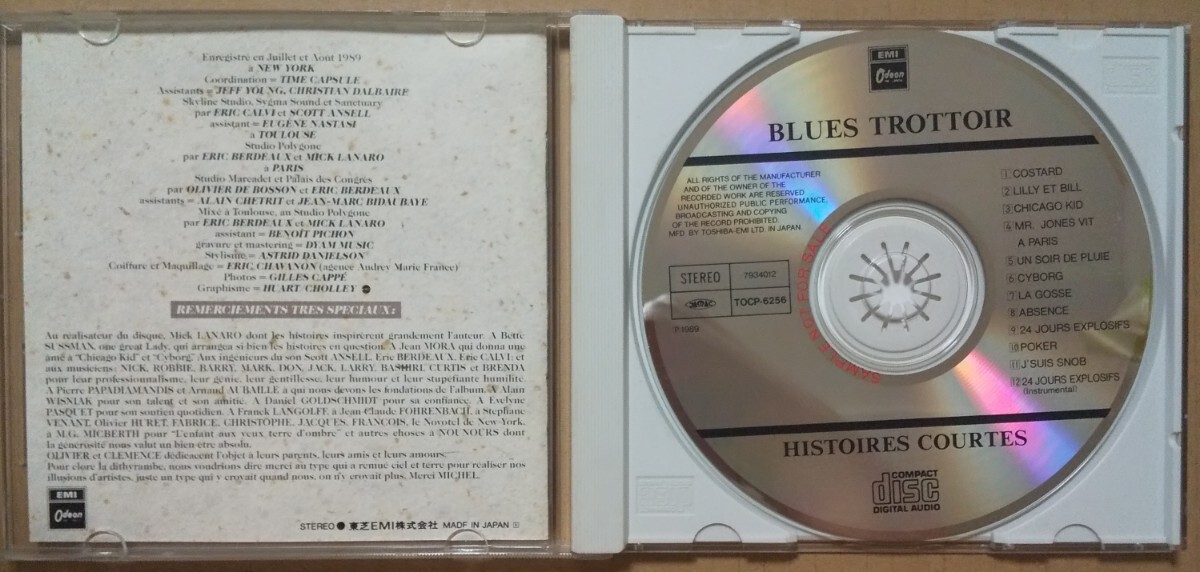 Enregistre en Juillet et Aout 1989
a NEW YORK
Coordination = TIME CAPSULE
Assistants = JEFF YOUNG, CHRISTIAN DALBAIRE
Skyline Studio, Sygma Sound et Sanctuary
par ERIC CALVI et SCOTT ANSELL
assistant = EUGENE NASTASI
a TOULOUSE
Studio Polygone
par ERIC BERDEAUX et MICK LANARO
a PARIS
Studio Marcadet et Palais des Congrès
par OLIVIER DE BOSSON et ERIC BERDEAUX
assistants = ALAIN CHETRIT et JEAN-MARC BIDAUBAYE
Mixé à Toulouse, au Studio Polygone
par ERIC BERDEAUX et MICK LANARO
assistant = BENOÎT PICHON
gravure et mastering = DYAM MUSIC
Stylisme = ASTRID DANIELSON
Coiffure et Maquillage = ERIC CHAVANON (agence Audrey Marie France)
Photos = GILLES CAPPÉ
Graphisme = HUART/CHOLLEY
REMERCIEMENTS TRES SPECIAUX:
Au realisateur du disque, Mick LANARO dont les histoires inspirèrent grandement l'auteur. A Bette
SUSSMAN, one great Lady, qui arrangea si bien les histoires en question. A Jean MORA qui donna une
amé a "Chicago Kid" et "Cyborg". Aux ingénieurs du son Scott ANSELL, Eric BERDEAUX, Eric CALVI; et
aux musiciens: NICK, ROBBIE, BARRY, MARK, DON, JACK, LARRY, BASHIRI, CURTIS et BRENDA
pour leur professionnalisme, leur génie, leur gentillesse, leur humour et leur stupefiante humilité.
A Pierre PAPADIAMANDIS et Arnaud AUBAILLE à qui nous devons les fondations de l'album. A Alain
WISNIAK pour son talent et son amitié. A Daniel GOLDSCHMIDT pour sa confiance. A Evelyne
PASQUET pour son soutien quotidien. A Franck LANGOLFF, à Jean-Claude FOHRENBACH, à Stepffanie
VENANT, Olivier HURET, FABRICE, CHRISTOPHE, JACQUES, FRANCOIS, le Novotel de New-York,
à M.G. MICBERTH pour "L'enfant aux yeux terre d'ombre" et autres choses à NOUNOURS dont
la générosité nous valut un bien-être absolu.
OLIVIER et CLEMENCE dédicacent l'objet à leurs parents, leurs amis et leurs amours.
Pour clore la dithyrambe, nous voudrions dire merci au type qui a remué ciel et terre pour réaliser nos
illusions d'artistes, juste un type qui y croyait quand nous, on n'y croyait plus. Merci MICHEL.
EMI
Odeon
STEREO ● 東芝EMI株式会社 MADE IN JAPAN
EMI
Odeon
BLUES TROTTOIR
ALL RIGHTS OF THE MANUFACTURER
AND OF THE OWNER OF THE
RECORDED WORK ARE RESERVED
UNAUTHORIZED PUBLIC PERFORMANCE,
BROADCASTING AND COPYING
OF THE RECORD PROHIBITED.
MFD. BY TOSHIBA-EMI LTD. IN JAPAN
STEREO
7934012
TOCP-6256
℗1989
SAMPLE NOT FOR SALE
1 COSTARD
2 LILLY ET BILL
3 CHICAGO KID
4 MR. JONES VIT
A PARIS
5 UN SOIR DE PLUIE
6 CYBORG
7 LA GOSSE
8 ABSENCE
9 24 JOURS EXPLOSIFS
10 POKER
11 J'SUIS SNOB
12 24 JOURS EXPLOSIFS
(Instrumental)
HISTOIRES COURTES
COMPACT
disc
DIGITAL AUDIO